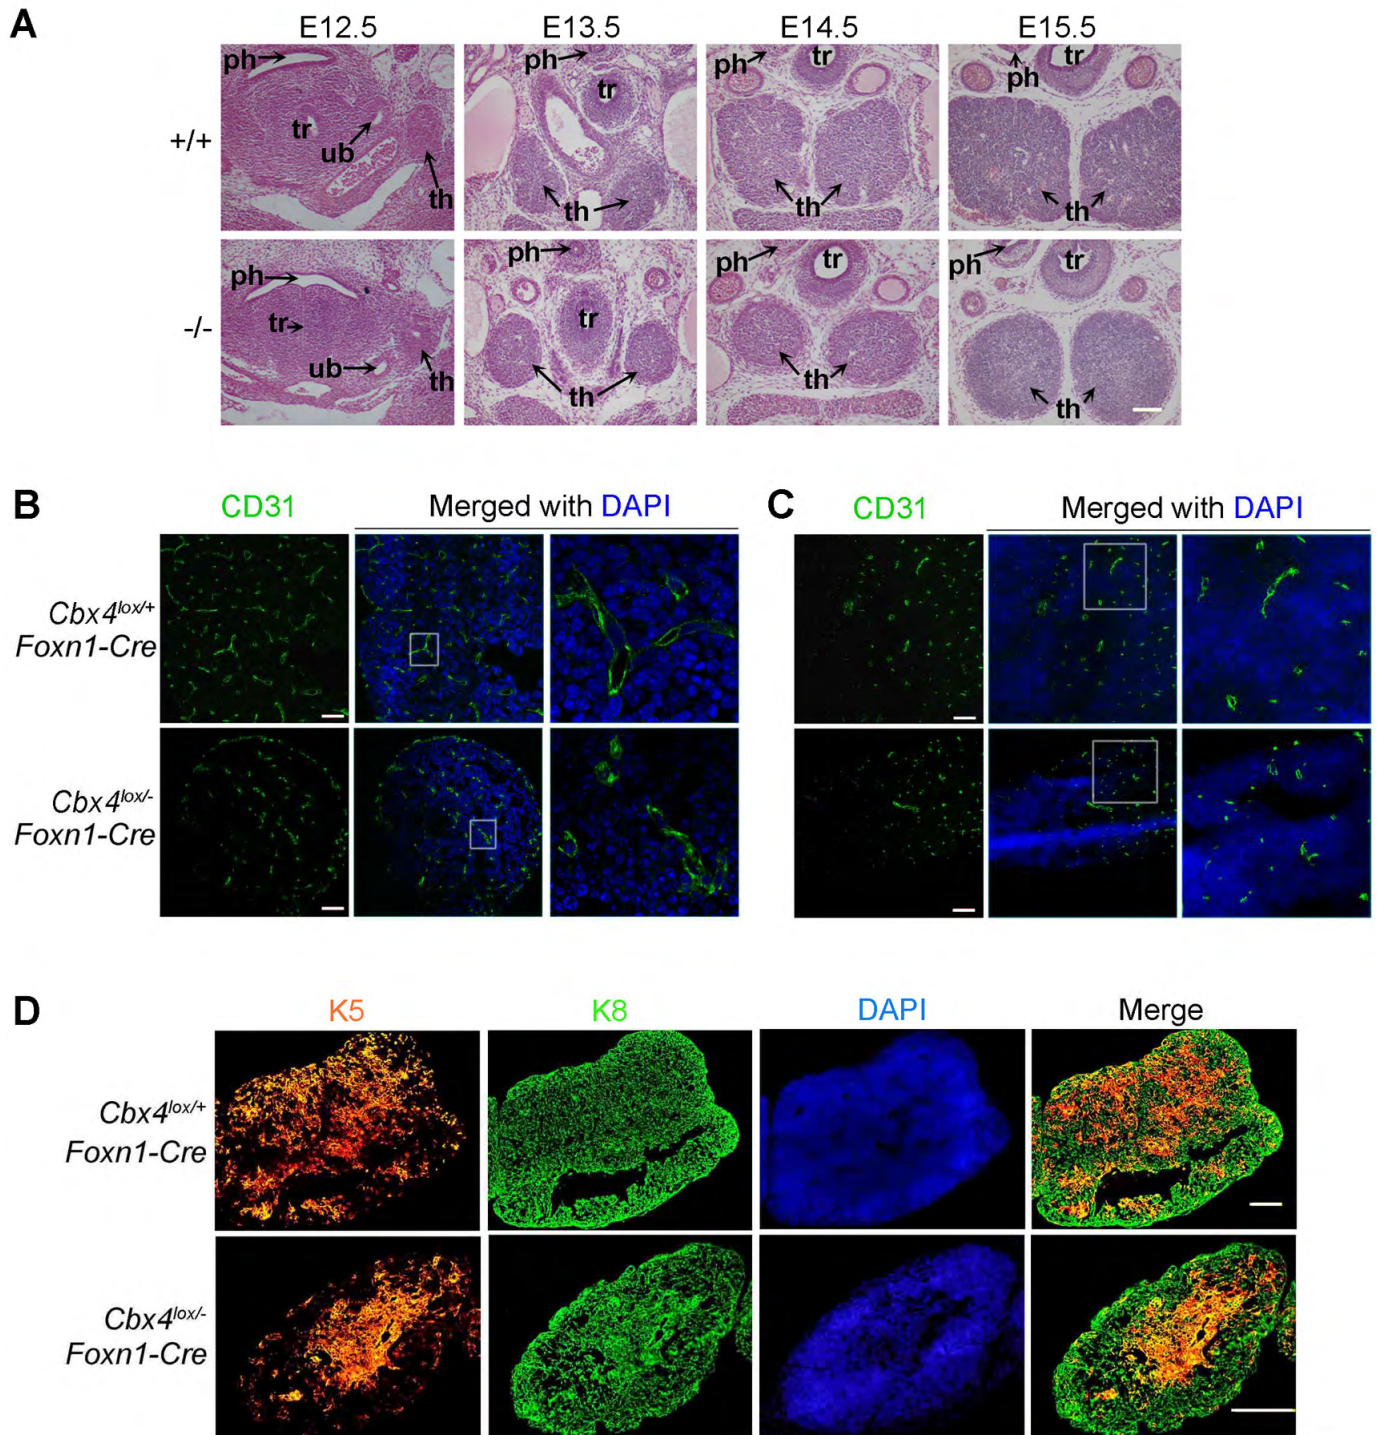 A
E12.5 E13.5 E14.5 E15.5
+/+
ph tr ub th
ph tr th
ph tr th
ph tr th
-/-
ph tr ub th
ph tr th
ph tr th
ph tr th
B
CD31 Merged with DAPI
Cbx4lox/+
Foxn1-Cre
Cbx4lox/-
Foxn1-Cre
C
CD31 Merged with DAPI
D
K5 K8 DAPI Merge
Cbx4lox/+
Foxn1-Cre
Cbx4lox/-
Foxn1-Cre